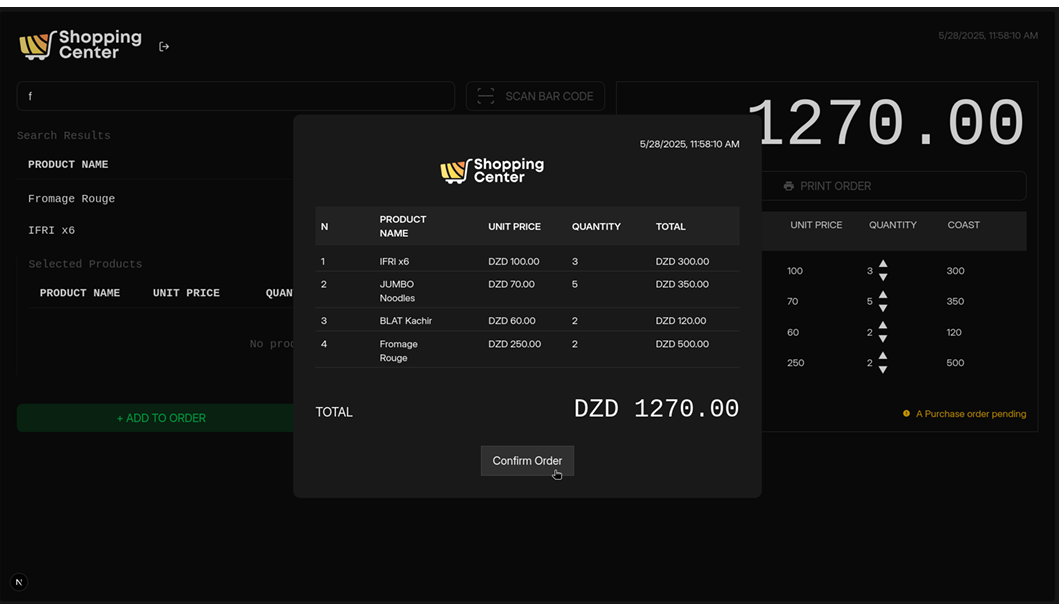 Shopping
Center
5/28/2025, 11:58:10 AM
f
SCAN BAR CODE
1270.00
Search Results
PRODUCT NAME
Fromage Rouge
IFRI x6
Selected Products
PRODUCT NAME UNIT PRICE QUAN
No proc
+ ADD TO ORDER
PRINT ORDER
UNIT PRICE QUANTITY COAST
100 3 300
70 5 350
60 2 120
250 2 500
A Purchase order pending
5/28/2025, 11:58:10 AM
Shopping
Center
N PRODUCT NAME UNIT PRICE QUANTITY TOTAL
1 IFRI x6 DZD 100.00 3 DZD 300.00
2 JUMBO Noodles DZD 70.00 5 DZD 350.00
3 BLAT Kachir DZD 60.00 2 DZD 120.00
4 Fromage Rouge DZD 250.00 2 DZD 500.00
TOTAL DZD 1270.00
Confirm Order
N